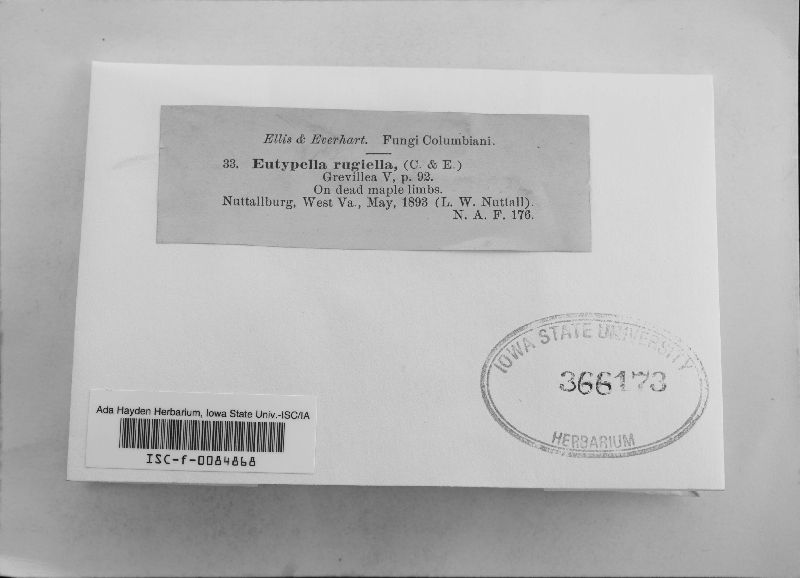 Ellis & Everhart. Fungi Columbiani.
33. Eutypella rugiella, (C. & E.)
Grevillea V, p. 92.
On dead maple limbs.
Nuttallburg, West Va., May, 1893 (L. W. Nuttall).
N. A. F. 176.
IOWA STATE UNIVERSITY
366173
HERBARIUM
Ada Hayden Herbarium, Iowa State Univ.-ISC/IA
ISC-f-0084868